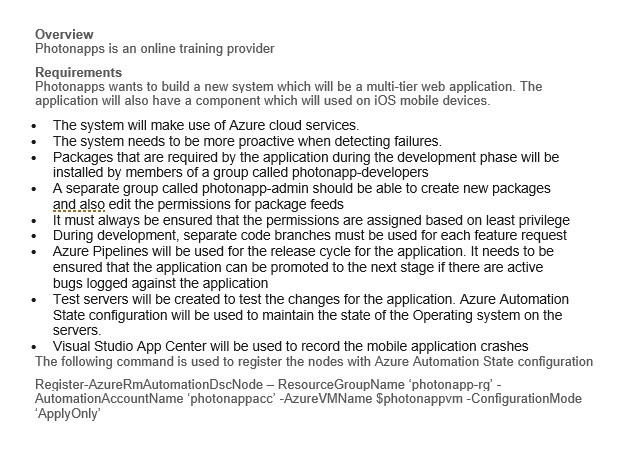 Overview
Photonapps is an online training provider
Requirements
Photonapps wants to build a new system which will be a multi-tier web application. The
application will also have a component which will used on iOS mobile devices.
• The system will make use of Azure cloud services.
• The system needs to be more proactive when detecting failures.
• Packages that are required by the application during the development phase will be
installed by members of a group called photonapp-developers
• A separate group called photonapp-admin should be able to create new packages
and also edit the permissions for package feeds
• It must always be ensured that the permissions are assigned based on least privilege
• During development, separate code branches must be used for each feature request
• Azure Pipelines will be used for the release cycle for the application. It needs to be
ensured that the application can be promoted to the next stage if there are active
bugs logged against the application
• Test servers will be created to test the changes for the application. Azure Automation
State configuration will be used to maintain the state of the Operating system on the
servers.
• Visual Studio App Center will be used to record the mobile application crashes
The following command is used to register the nodes with Azure Automation State configuration
Register-AzureRmAutomationDscNode – ResourceGroupName ‘photonapp-rg’ -
AutomationAccountName ‘photonappacc’ -AzureVMName $photonappvm -ConfigurationMode
‘ApplyOnly’